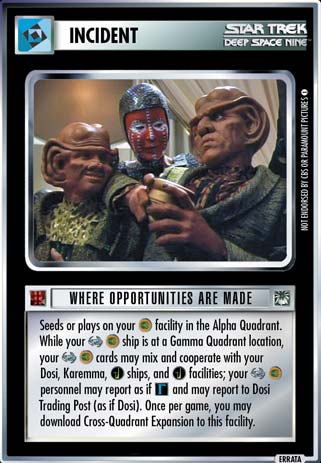 INCIDENT
STAR TREK
DEEP SPACE NINE
NOT ENDORSED BY CBS OR PARAMOUNT PICTURES
WHERE OPPORTUNITIES ARE MADE
Seeds or plays on your facility in the Alpha Quadrant.
While your ship is at a Gamma Quadrant location,
your cards may mix and cooperate with your
Dosi, Karemma, ships, and facilities; your
personnel may report as if and may report to Dosi
Trading Post (as if Dosi). Once per game, you may
download Cross-Quadrant Expansion to this facility.
ERRATA